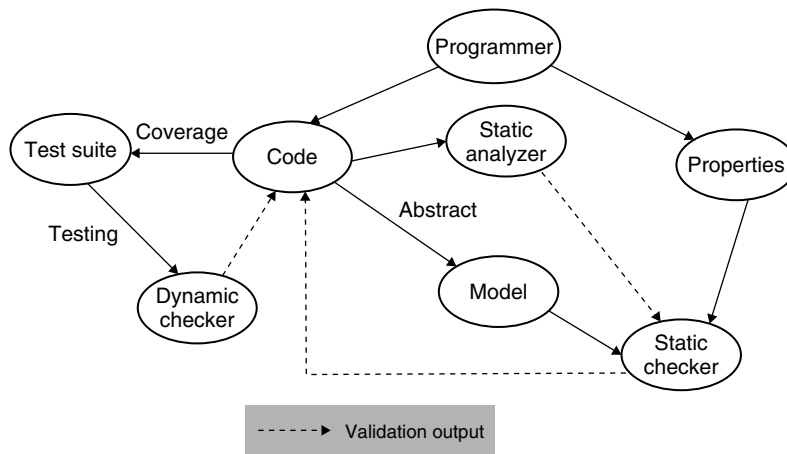 Programmer
Coverage
Test suite
Code
Static
analyzer
Properties
Abstract
Testing
Dynamic
checker
Model
Static
checker
Validation output